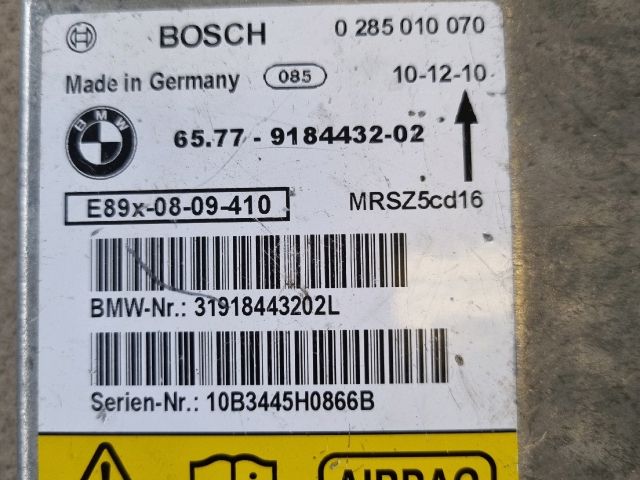 BOSCH 0 285 010 070
Made in Germany 085 10-12-10
BMW
65.77 - 9184432-02
E89x-08-09-410 MRSZ5cd16
BMW-Nr.: 31918443202L
Serien-Nr.: 10B3445H0866B
AIRBAG